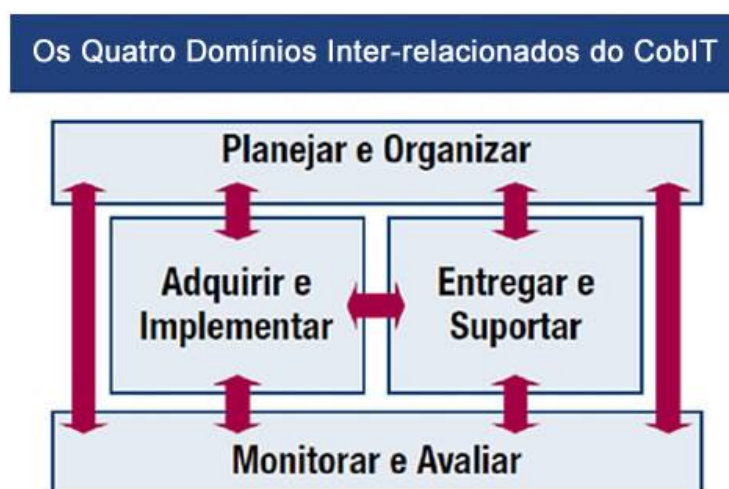 Os Quatro Domínios Inter-relacionados do CobIT
Planejar e Organizar
Adquirir e
Implementar
Entregar e
Suportar
Monitorar e Avaliar